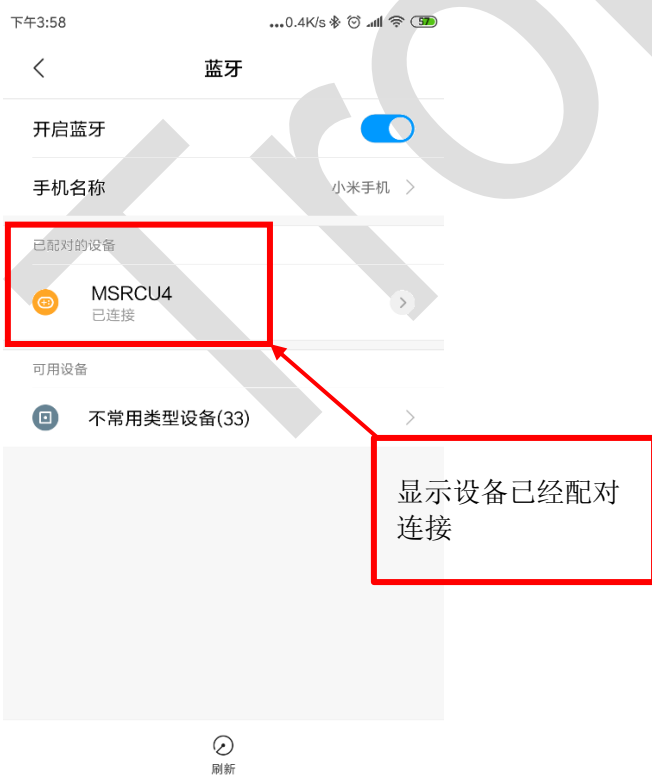 下午3:58
...0.4K/s
57
蓝牙
开启蓝牙
手机名称
小米手机
已配对的设备
MSRCU4
已连接
可用设备
不常用类型设备(33)
显示设备已经配对
连接
刷新